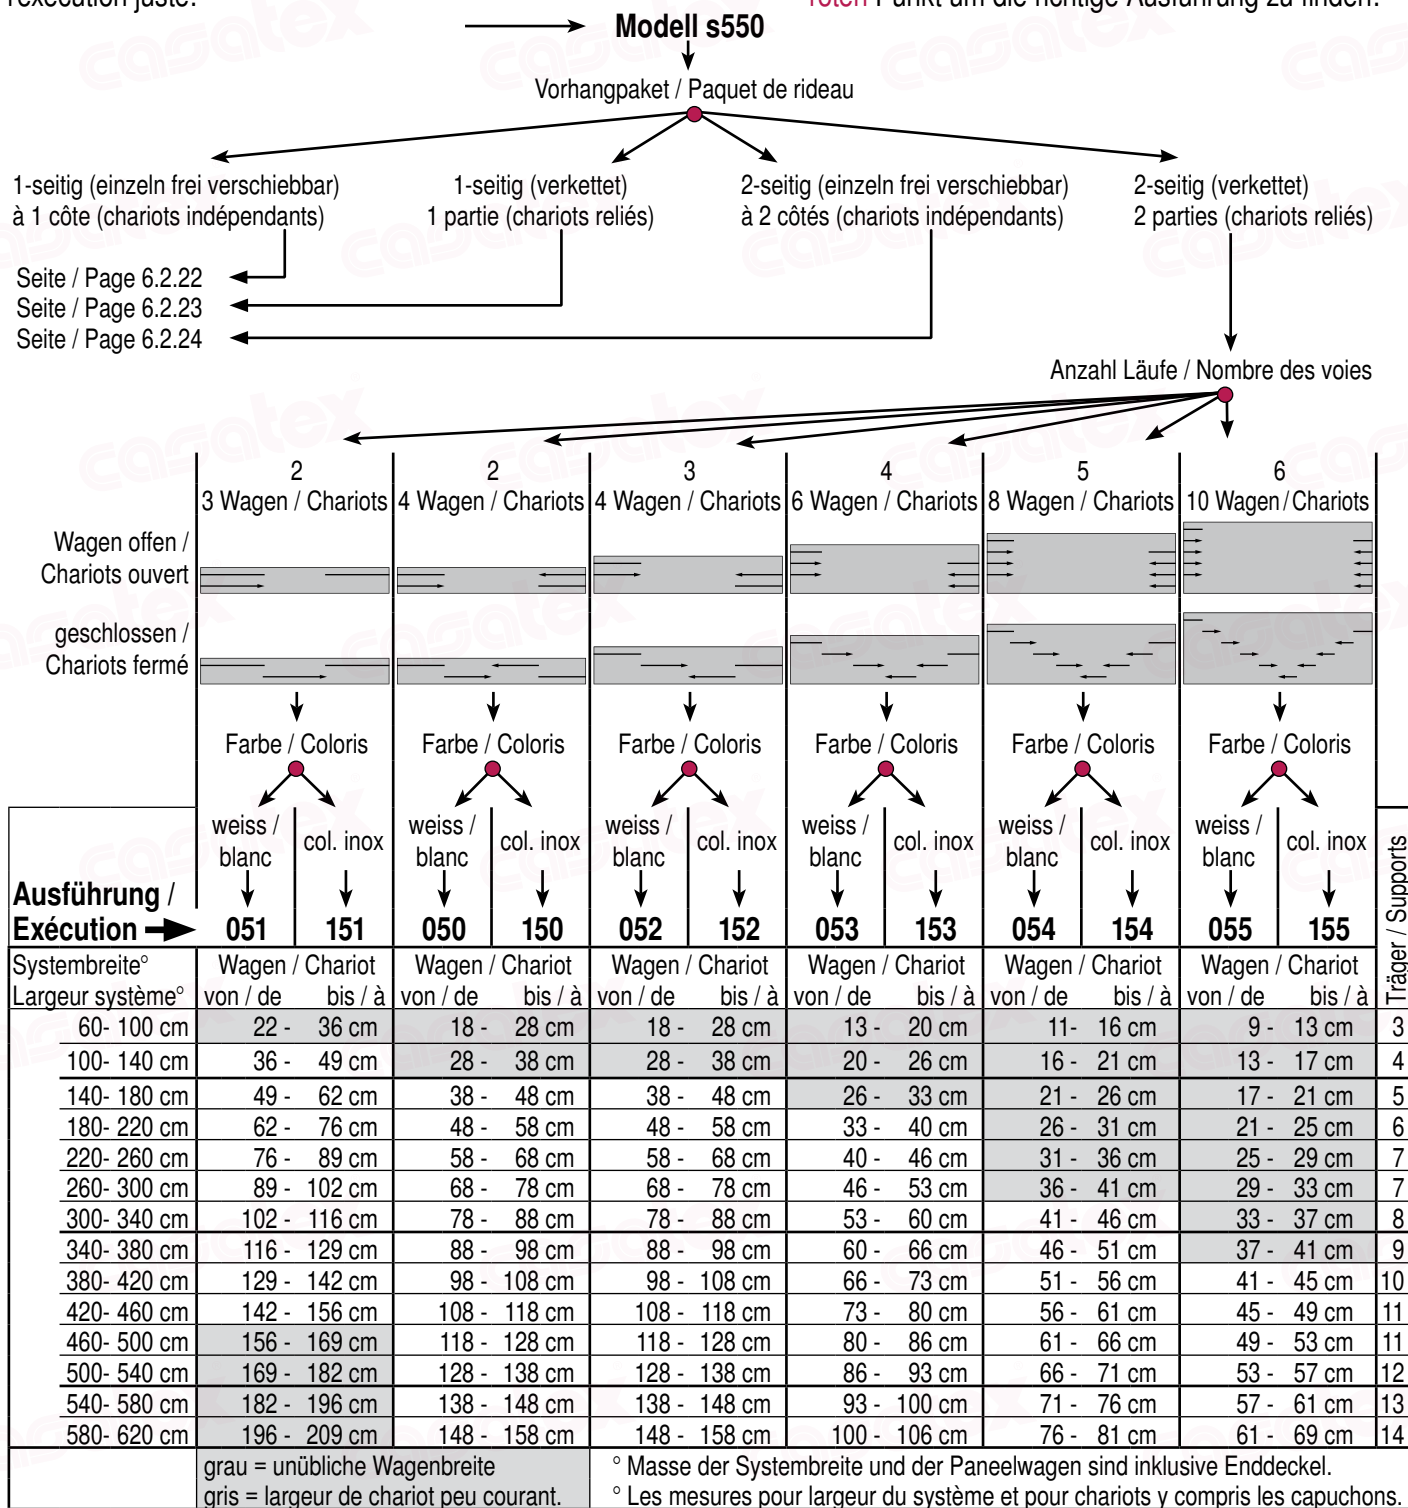 l'exécution juste.
roten Punkt um die richtige Ausführung zu finden.
Modell s550
Vorhangpaket / Paquet de rideau
1-seitig (einzeln frei verschiebbar)
à 1 côte (chariots indépendants)
1-seitig (verkettet)
1 partie (chariots reliés)
2-seitig (einzeln frei verschiebbar)
à 2 côtés (chariots indépendants)
2-seitig (verkettet)
2 parties (chariots reliés)
Seite / Page 6.2.22
Seite / Page 6.2.23
Seite / Page 6.2.24
Anzahl Läufe / Nombre des voies
2 2 3 4 5 6
3 Wagen / Chariots 4 Wagen / Chariots 4 Wagen / Chariots 6 Wagen / Chariots 8 Wagen / Chariots 10 Wagen / Chariots
Wagen offen /
Chariots ouvert
geschlossen /
Chariots fermé
Farbe / Coloris Farbe / Coloris Farbe / Coloris Farbe / Coloris Farbe / Coloris Farbe / Coloris
weiss / blanc col. inox weiss / blanc col. inox weiss / blanc col. inox weiss / blanc col. inox weiss / blanc col. inox weiss / blanc col. inox
Ausführung /
Exécution 051 151 050 150 052 152 053 153 054 154 055 155
Träger / Supports
Systembreite° Wagen / Chariot Wagen / Chariot Wagen / Chariot Wagen / Chariot Wagen / Chariot Wagen / Chariot
Largeur système° von / de bis / à von / de bis / à von / de bis / à von / de bis / à von / de bis / à von / de bis / à
60- 100 cm 22 - 36 cm 18 - 28 cm 18 - 28 cm 13 - 20 cm 11- 16 cm 9 - 13 cm 3
100- 140 cm 36 - 49 cm 28 - 38 cm 28 - 38 cm 20 - 26 cm 16 - 21 cm 13 - 17 cm 4
140- 180 cm 49 - 62 cm 38 - 48 cm 38 - 48 cm 26 - 33 cm 21 - 26 cm 17 - 21 cm 5
180- 220 cm 62 - 76 cm 48 - 58 cm 48 - 58 cm 33 - 40 cm 26 - 31 cm 21 - 25 cm 6
220- 260 cm 76 - 89 cm 58 - 68 cm 58 - 68 cm 40 - 46 cm 31 - 36 cm 25 - 29 cm 7
260- 300 cm 89 - 102 cm 68 - 78 cm 68 - 78 cm 46 - 53 cm 36 - 41 cm 29 - 33 cm 7
300- 340 cm 102 - 116 cm 78 - 88 cm 78 - 88 cm 53 - 60 cm 41 - 46 cm 33 - 37 cm 8
340- 380 cm 116 - 129 cm 88 - 98 cm 88 - 98 cm 60 - 66 cm 46 - 51 cm 37 - 41 cm 9
380- 420 cm 129 - 142 cm 98 - 108 cm 98 - 108 cm 66 - 73 cm 51 - 56 cm 41 - 45 cm 10
420- 460 cm 142 - 156 cm 108 - 118 cm 108 - 118 cm 73 - 80 cm 56 - 61 cm 45 - 49 cm 11
460- 500 cm 156 - 169 cm 118 - 128 cm 118 - 128 cm 80 - 86 cm 61 - 66 cm 49 - 53 cm 11
500- 540 cm 169 - 182 cm 128 - 138 cm 128 - 138 cm 86 - 93 cm 66 - 71 cm 53 - 57 cm 12
540- 580 cm 182 - 196 cm 138 - 148 cm 138 - 148 cm 93 - 100 cm 71 - 76 cm 57 - 61 cm 13
580- 620 cm 196 - 209 cm 148 - 158 cm 148 - 158 cm 100 - 106 cm 76 - 81 cm 61 - 69 cm 14
grau = unübliche Wagenbreite
gris = largeur de chariot peu courant.
° Masse der Systembreite und der Paneelwagen sind inklusive Enddeckel.
° Les mesures pour largeur du système et pour chariots y compris les capuchons.